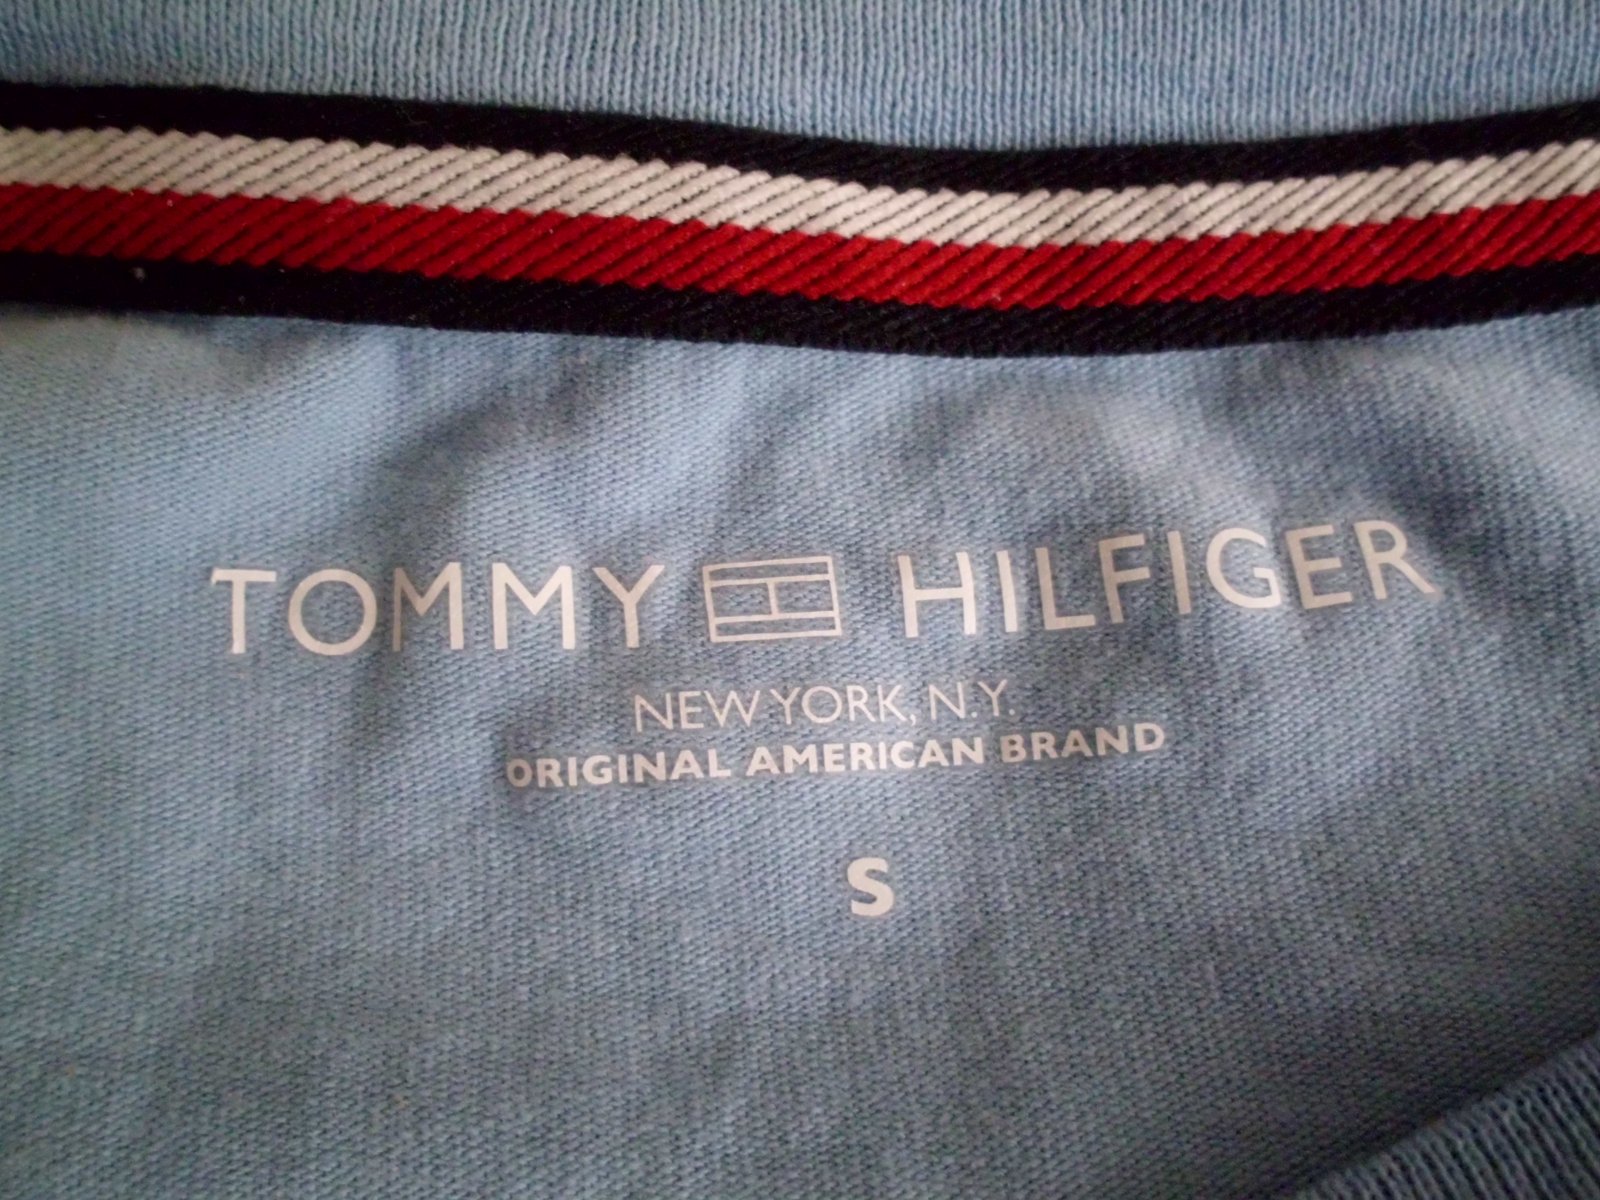 TOMMY HILFIGER
NEW YORK, N.Y.
ORIGINAL AMERICAN BRAND
S